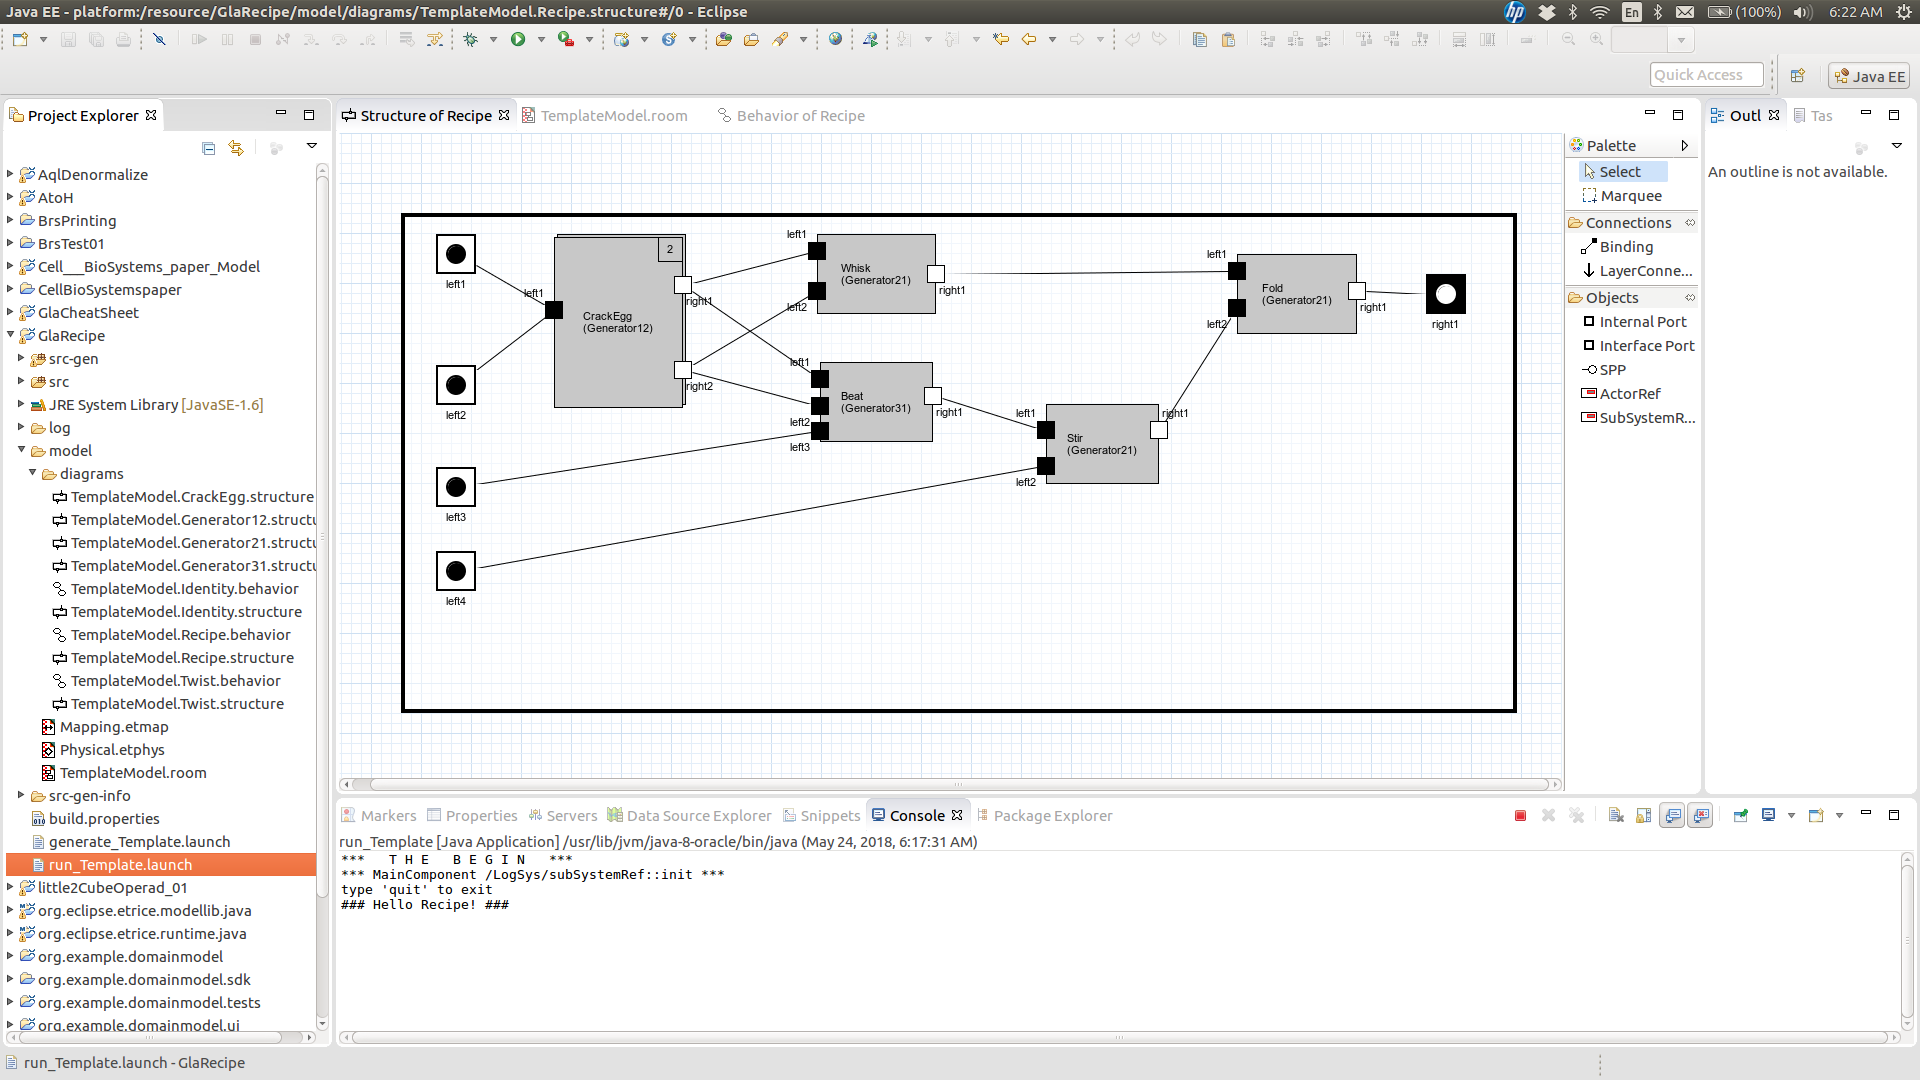 Java EE - platform:/resource/GlaRecipe/model/diagrams/TemplateModel.Recipe.structure#/0 - Eclipse
hp
En
(100%)
6:22 AM
Quick Access
Java EE
Project Explorer
AqlDenormalize
AtoH
BrsPrinting
BrsTest01
Cell___BioSystems_paper_Model
CellBioSystemspaper
GlaCheatSheet
GlaRecipe
src-gen
src
JRE System Library [JavaSE-1.6]
log
model
diagrams
TemplateModel.CrackEgg.structure
TemplateModel.Generator12.structu
TemplateModel.Generator21.structu
TemplateModel.Generator31.structu
TemplateModel.Identity.behavior
TemplateModel.Identity.structure
TemplateModel.Recipe.behavior
TemplateModel.Recipe.structure
TemplateModel.Twist.behavior
TemplateModel.Twist.structure
Mapping.etmap
Physical.etphys
TemplateModel.room
src-gen-info
build.properties
generate_Template.launch
run_Template.launch
little2CubeOperad_01
org.eclipse.etrice.modellib.java
org.eclipse.etrice.runtime.java
org.example.domainmodel
org.example.domainmodel.sdk
org.example.domainmodel.tests
org.example.domainmodel.ui
Structure of Recipe
TemplateModel.room
Behavior of Recipe
left1
left2
left3
left4
left1
2
CrackEgg
(Generator12)
right1
right2
left1
left2
Whisk
(Generator21)
right1
left1
left2
left3
Beat
(Generator31)
right1
left1
left2
Stir
(Generator21)
right1
left1
left2
Fold
(Generator21)
right1
right1
Palette
Select
Marquee
Connections
Binding
LayerConne...
Objects
Internal Port
Interface Port
SPP
ActorRef
SubSystemR...
Outl
Tas
An outline is not available.
Markers
Properties
Servers
Data Source Explorer
Snippets
Console
Package Explorer
run_Template [Java Application] /usr/lib/jvm/java-8-oracle/bin/java (May 24, 2018, 6:17:31 AM)
*** T H E B E G I N ***
*** MainComponent /LogSys/subSystemRef::init ***
type 'quit' to exit
### Hello Recipe! ###
run_Template.launch - GlaRecipe